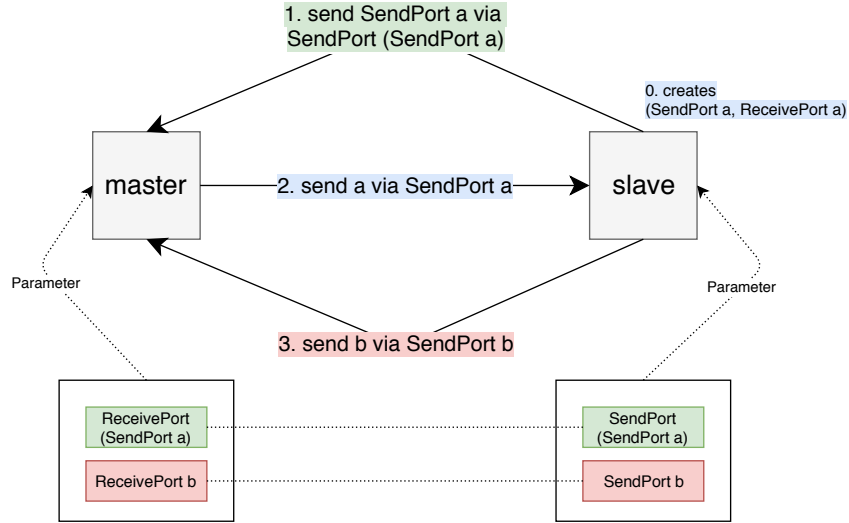 1. send SendPort a via
SendPort (SendPort a)
0. creates
(SendPort a, ReceivePort a)
master
2. send a via SendPort a
slave
Parameter
Parameter
3. send b via SendPort b
ReceivePort
(SendPort a)
SendPort
(SendPort a)
ReceivePort b
SendPort b